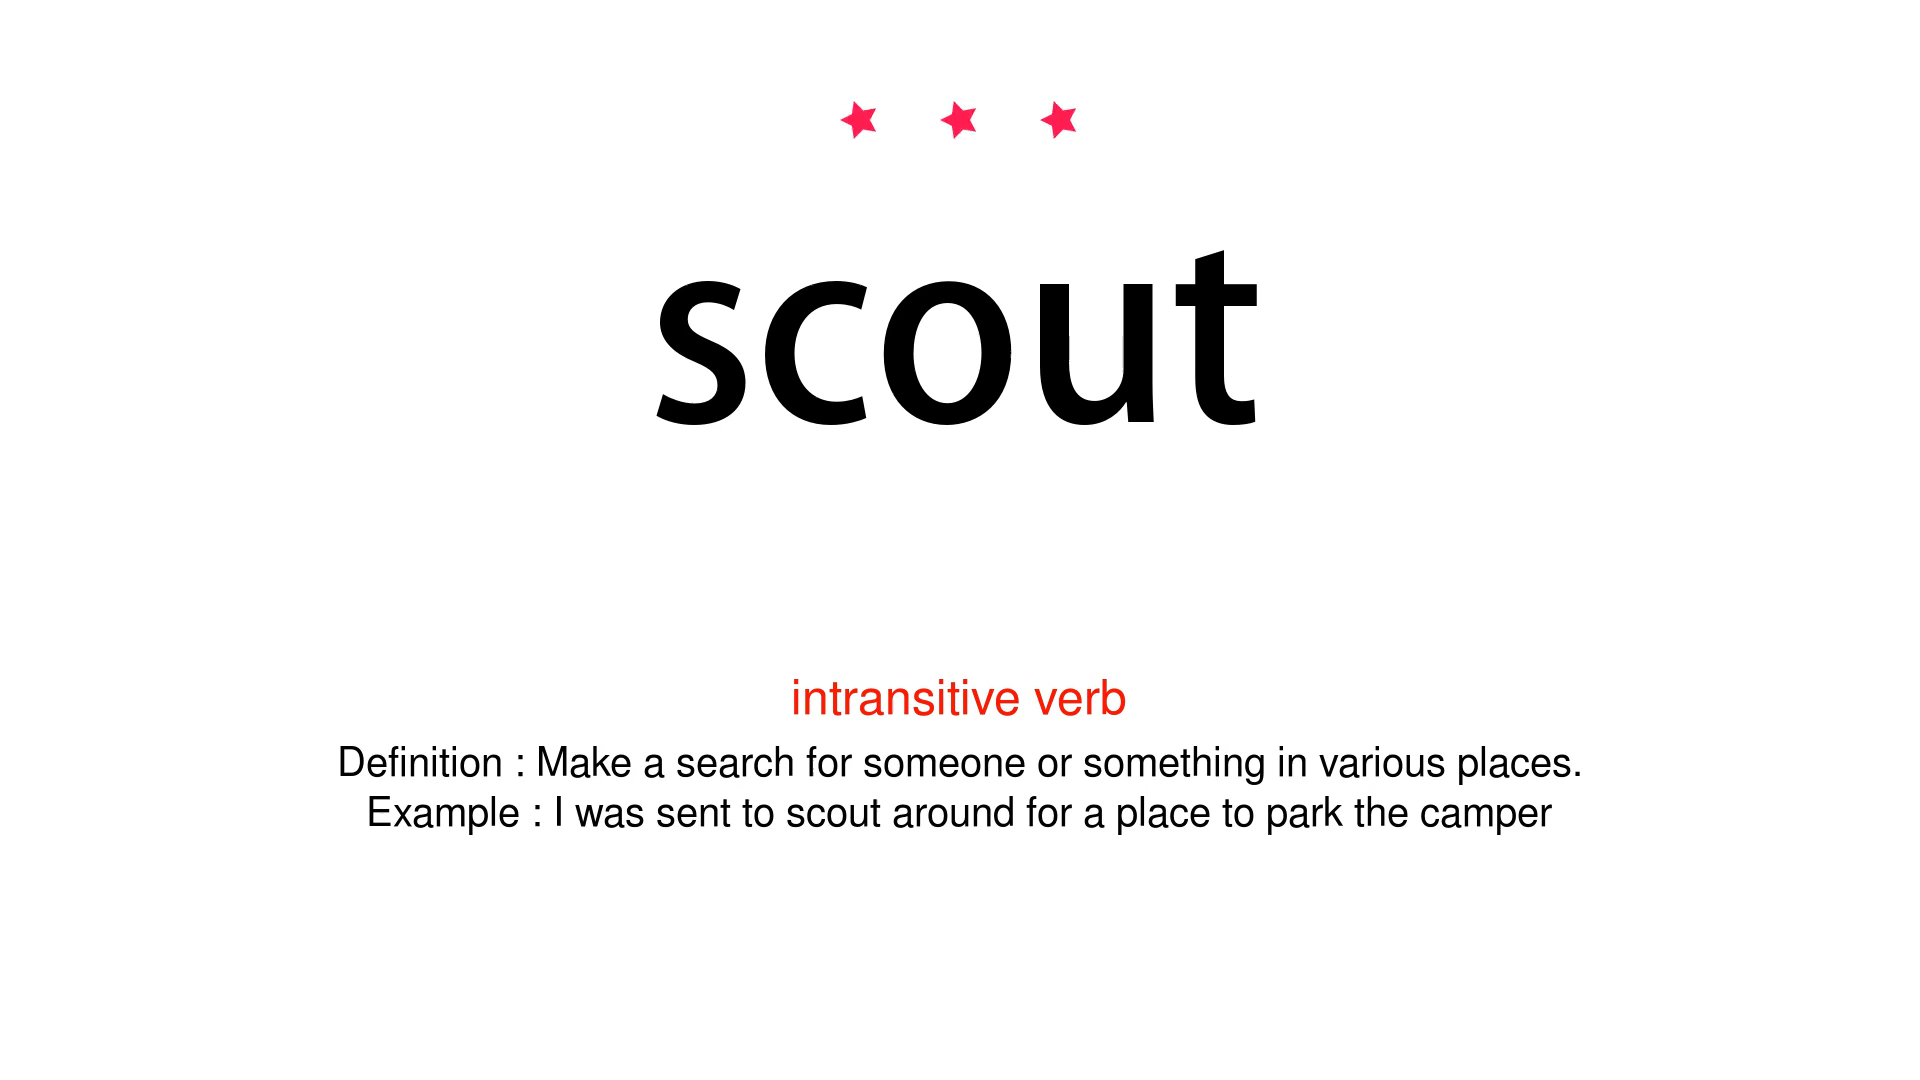 scout
intransitive verb
Definition : Make a search for someone or something in various places.
Example : I was sent to scout around for a place to park the camper